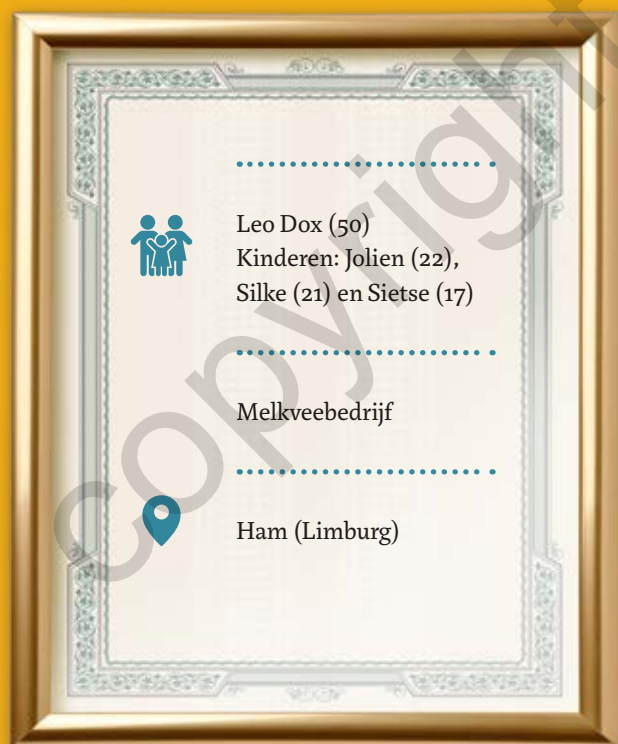 Leo Dox (50)
Kinderen: Jolien (22),
Silke (21) en Sietse (17)
Melkveebedrijf
Ham (Limburg)
copyright